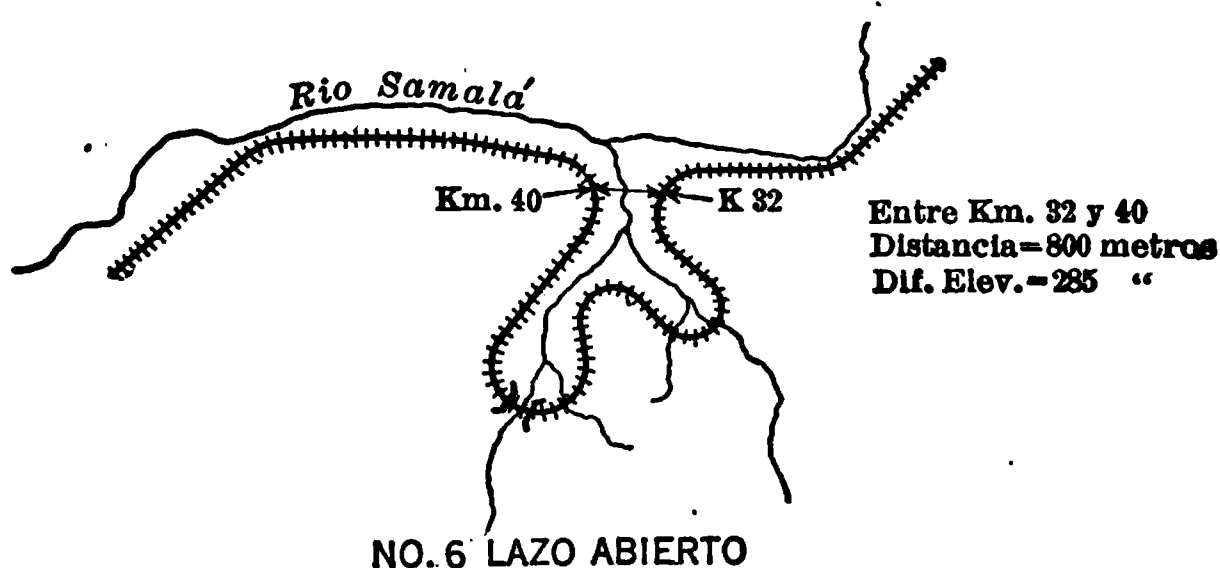 Rio Samalá
Km. 40
K 32
Entre Km. 32 y 40
Distancia=800 metros
Dif. Elev.=285 "
NO. 6 LAZO ABIERTO